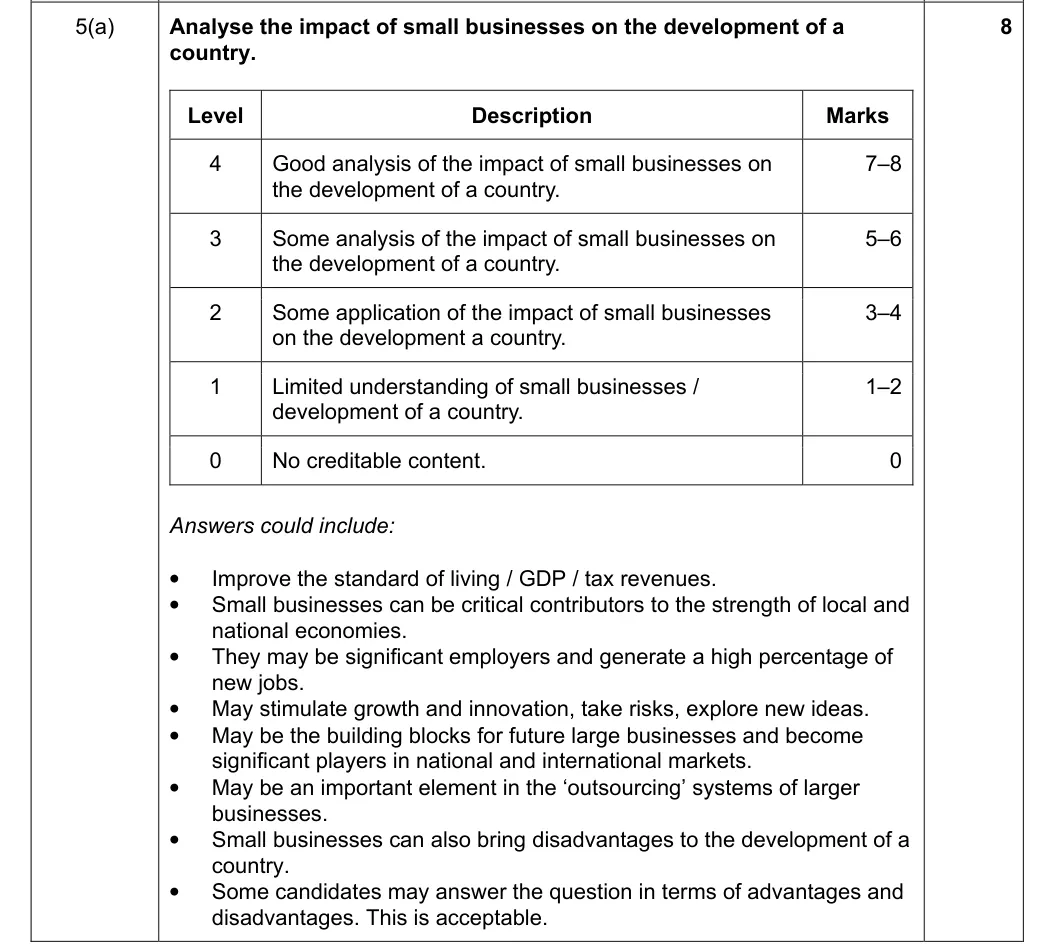 5(a)
Analyse the impact of small businesses on the development of a
country.
8
Level Description Marks
4 Good analysis of the impact of small businesses on 7–8
the development of a country.
3 Some analysis of the impact of small businesses on 5–6
the development of a country.
2 Some application of the impact of small businesses 3–4
on the development a country.
1 Limited understanding of small businesses / 1–2
development of a country.
0 No creditable content. 0
Answers could include:
• Improve the standard of living / GDP / tax revenues.
• Small businesses can be critical contributors to the strength of local and
national economies.
• They may be significant employers and generate a high percentage of
new jobs.
• May stimulate growth and innovation, take risks, explore new ideas.
• May be the building blocks for future large businesses and become
significant players in national and international markets.
• May be an important element in the ‘outsourcing’ systems of larger
businesses.
• Small businesses can also bring disadvantages to the development of a
country.
• Some candidates may answer the question in terms of advantages and
disadvantages. This is acceptable.